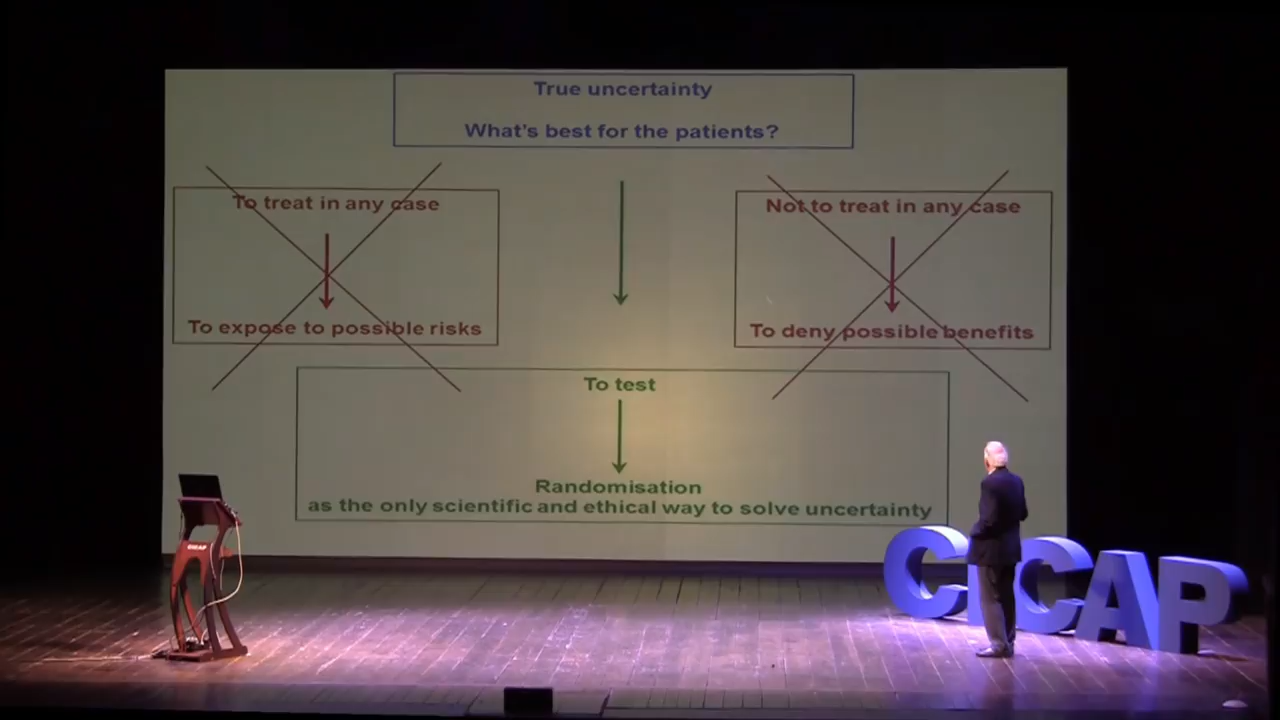 True uncertainty
What's best for the patients?
To treat in any case
To expose to possible risks
Not to treat in any case
To deny possible benefits
To test
Randomisation
as the only scientific and ethical way to solve uncertainty
CICAP
CICAP